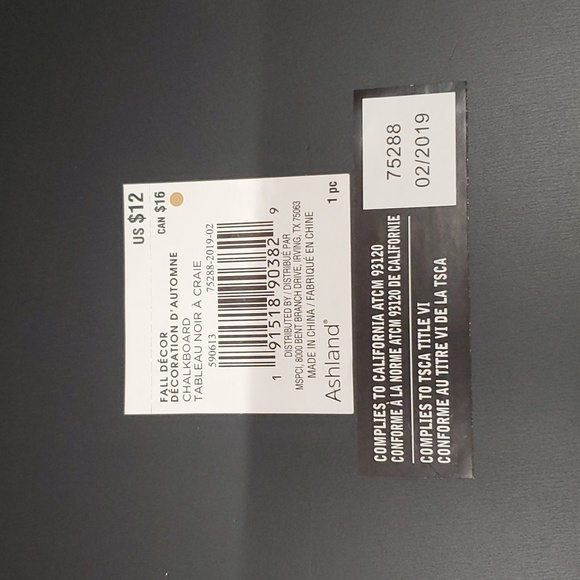 US $12
CAN $16
FALL DÉCOR
DÉCORATION D'AUTOMNE
CHALKBOARD
TABLEAU NOIR À CRAIE
590613 75288-2019-02
1 91518 90382 9
DISTRIBUTED BY / DISTRIBUÉ PAR
MSPCI, 8000 BENT BRANCH DRIVE, IRVING, TX 75063
MADE IN CHINA / FABRIQUÉ EN CHINE
Ashland® 1 pc
75288
02/2019
COMPLIES TO CALIFORNIA ATCM 93120
CONFORME À LA NORME ATCM 93120 DE CALIFORNIE
COMPLIES TO TSCA TITLE VI
CONFORME AU TITRE VI DE LA TSCA